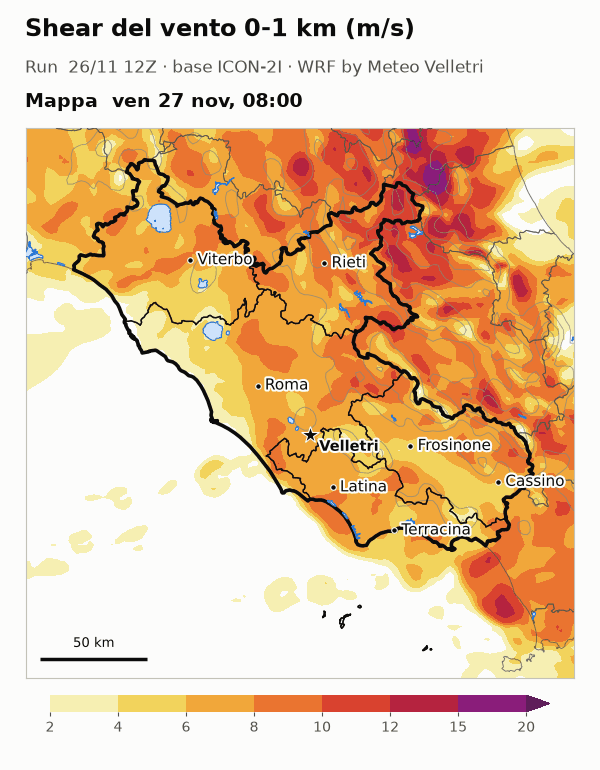 Shear del vento 0-1 km (m/s)
Run  26/11 12Z · base ICON-2I · WRF by Meteo Velletri
Mappa  ven 27 nov, 08:00
Viterbo
Rieti
Roma
Velletri
Frosinone
Latina
Cassino
Terracina
50 km
2 4 6 8 10 12 15 20